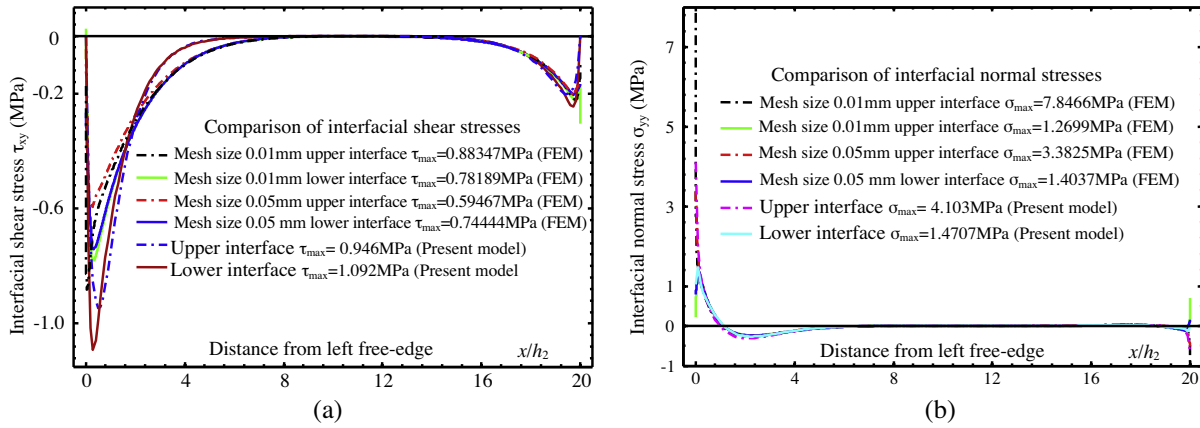 0
-0.2
-0.6
-1.0
-1
Interfacial shear stress τxy (MPa)
Comparison of interfacial shear stresses
Mesh size 0.01mm upper interface τmax=0.88347MPa (FEM)
Mesh size 0.01mm lower interface τmax=0.78189MPa (FEM)
Mesh size 0.05mm upper interface τmax=0.59467MPa (FEM)
Mesh size 0.05 mm lower interface τmax=0.74444MPa (FEM)
Upper interface τmax= 0.946MPa (Present model)
Lower interface τmax=1.092MPa (Present model
Distance from left free-edge x/h2
0 4 8 12 16 20
(a)
7
5
3
1
0
-1
Interfacial normal stress σyy (MPa)
Comparison of interfacial normal stresses
Mesh size 0.01mm upper interface σmax=7.8466MPa (FEM)
Mesh size 0.01mm upper interface σmax=1.2699MPa (FEM)
Mesh size 0.05mm upper interface σmax=3.3825MPa (FEM)
Mesh size 0.05 mm lower interface σmax=1.4037MPa (FEM)
Upper interface σmax= 4.103MPa (Present model)
Lower interface σmax=1.4707MPa (Present model)
Distance from left free-edge x/h2
0 4 8 12 16 20
(b)